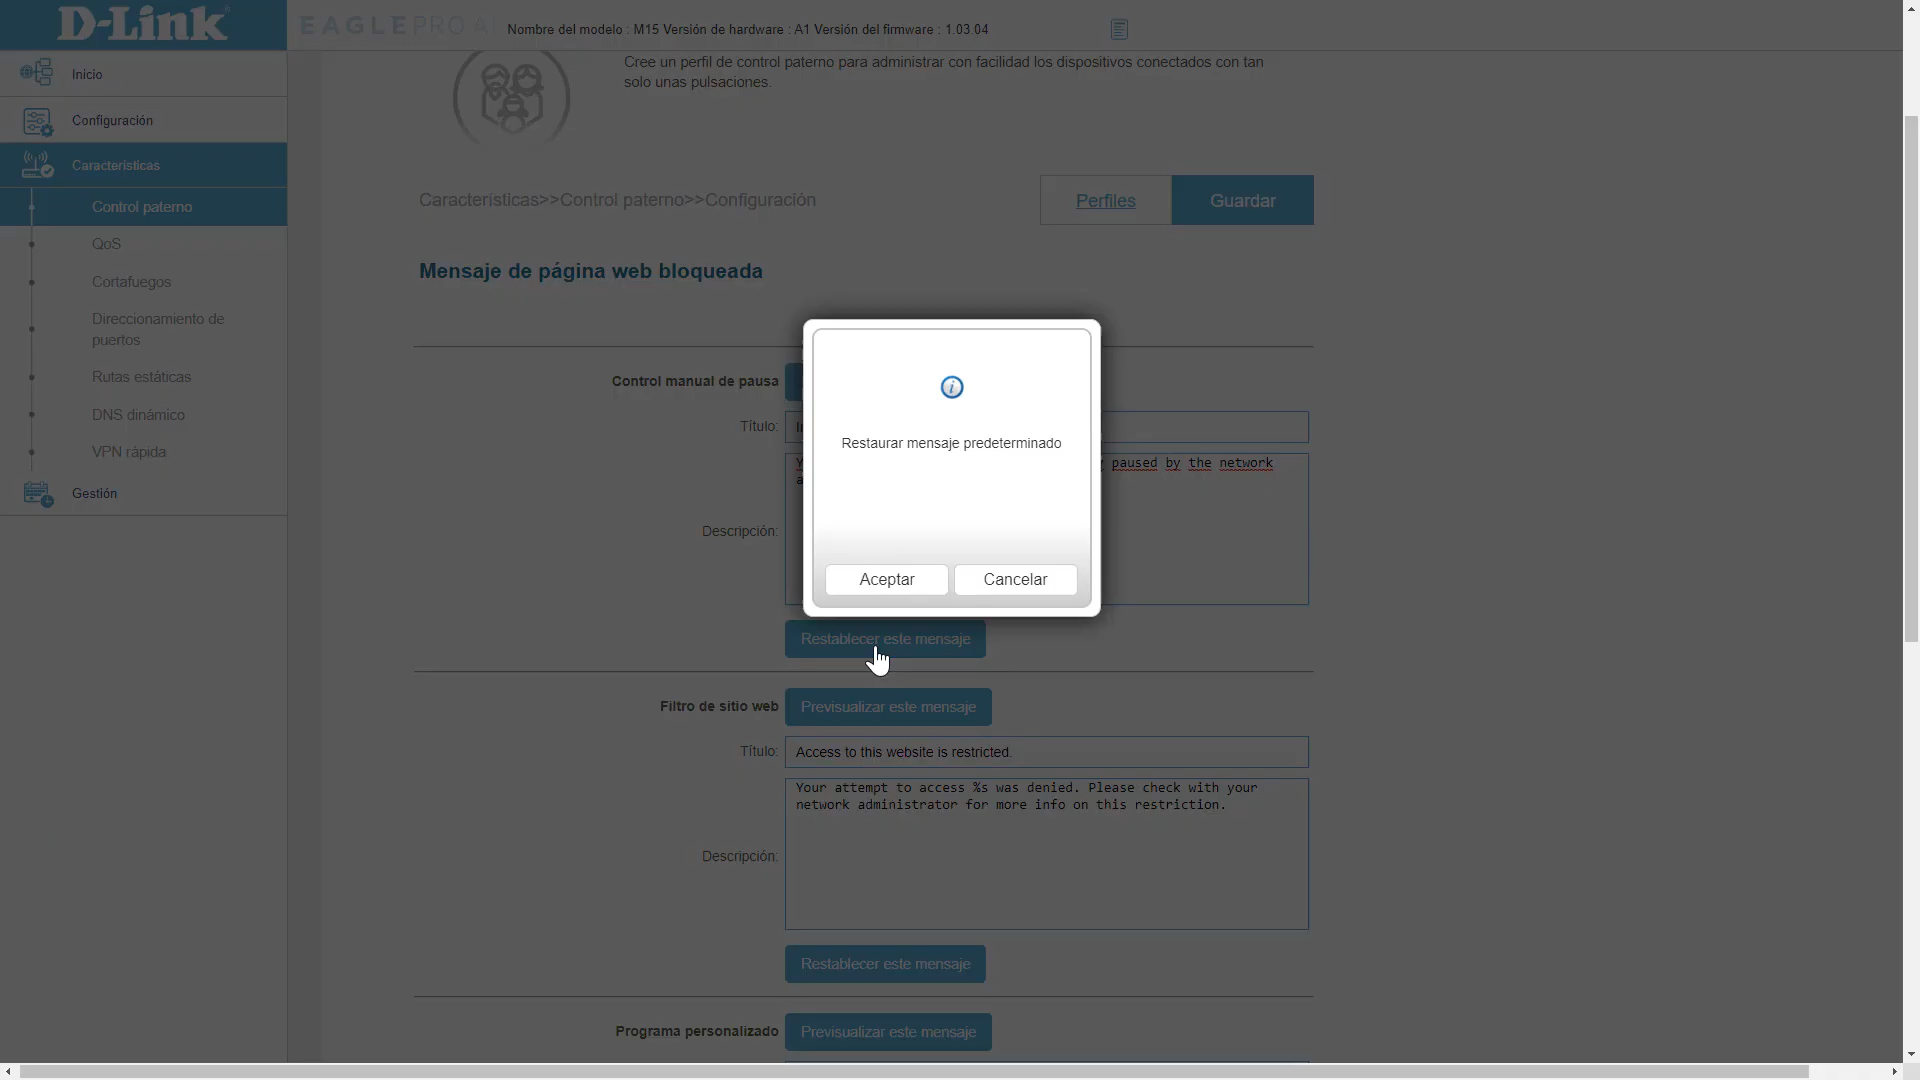 D-Link
EAGLE PRO AI
Nombre del modelo : M15 Versión de hardware : A1 Versión del firmware : 1.03.04
Inicio
Configuración
Características
Control paterno
QoS
Cortafuegos
Direccionamiento de
puertos
Rutas estáticas
DNS dinámico
VPN rápida
Gestión
Cree un perfil de control paterno para administrar con facilidad los dispositivos conectados con tan
solo unas pulsaciones.
Características>>Control paterno>>Configuración
Perfiles
Guardar
Mensaje de página web bloqueada
Control manual de pausa
Título:
paused by the network
Descripción:
Restaurar mensaje predeterminado
Aceptar
Cancelar
Restablecer este mensaje
Filtro de sitio web
Previsualizar este mensaje
Título:
Access to this website is restricted.
Your attempt to access %s was denied. Please check with your
network administrator for more info on this restriction.
Descripción:
Restablecer este mensaje
Programa personalizado
Previsualizar este mensaje